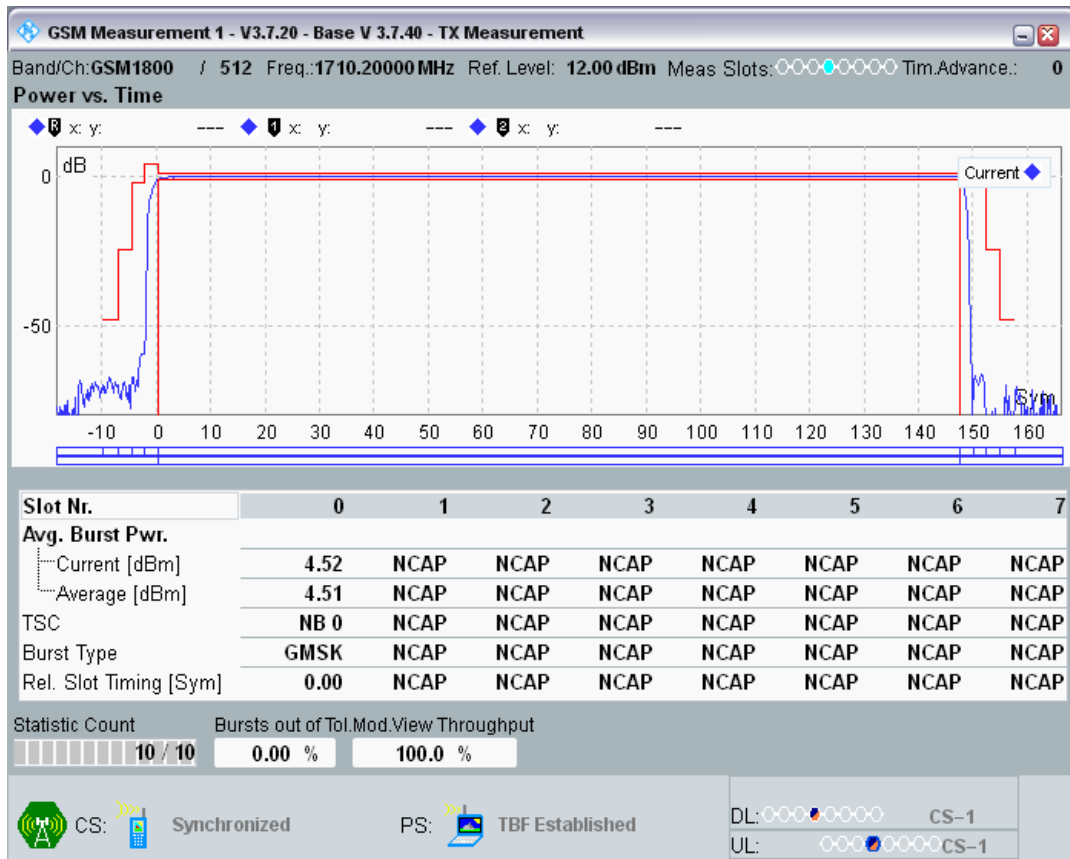 GSM Measurement 1 - V3.7.20 - Base V 3.7.40 - TX Measurement
Band/Ch:GSM1800 / 512 Freq.:1710.20000 MHz Ref. Level: 12.00 dBm Meas Slots: Tim.Advance.: 0
Power vs. Time
R x: y: --- 1 x: y: --- 2 x: y: ---
dB
0
Current
-50
Sym
-10 0 10 20 30 40 50 60 70 80 90 100 110 120 130 140 150 160
Slot Nr. 0 1 2 3 4 5 6 7
Avg. Burst Pwr.
Current [dBm] 4.52 NCAP NCAP NCAP NCAP NCAP NCAP NCAP
Average [dBm] 4.51 NCAP NCAP NCAP NCAP NCAP NCAP NCAP
TSC NB 0 NCAP NCAP NCAP NCAP NCAP NCAP NCAP
Burst Type GMSK NCAP NCAP NCAP NCAP NCAP NCAP NCAP
Rel. Slot Timing [Sym] 0.00 NCAP NCAP NCAP NCAP NCAP NCAP NCAP
Statistic Count Bursts out of Tol.Mod.View Throughput
10 / 10 0.00 % 100.0 %
CS: Synchronized PS: TBF Established
DL: CS-1
UL: CS-1